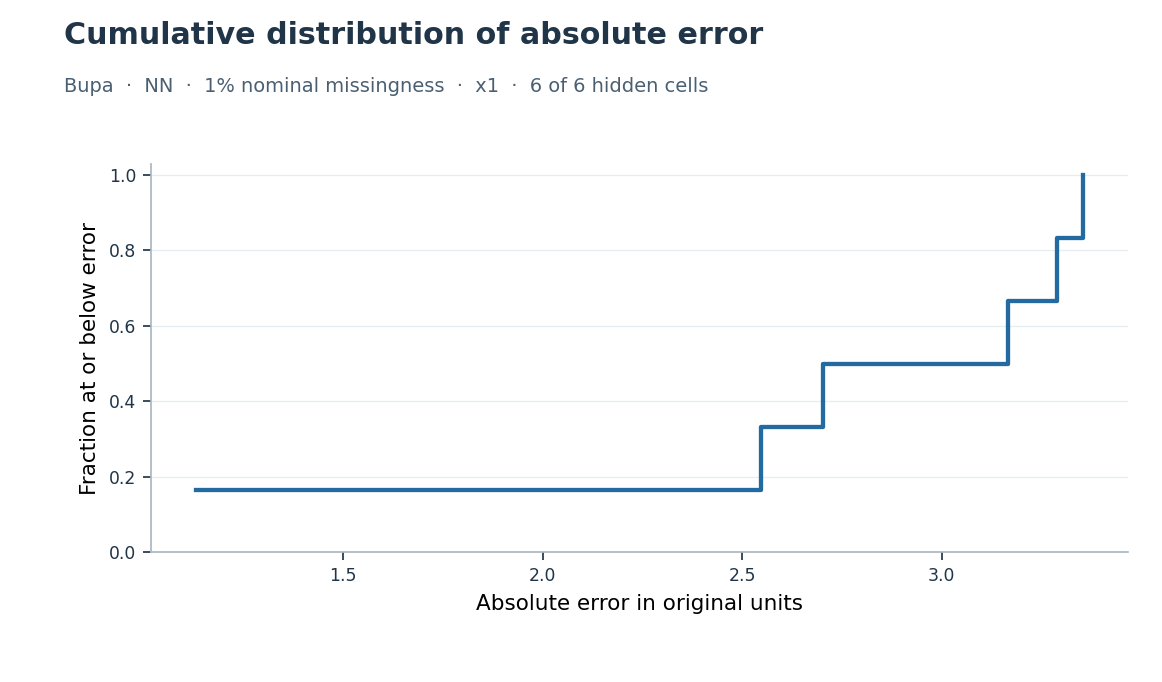 Cumulative distribution of absolute error
Bupa · NN · 1% nominal missingness · x1 · 6 of 6 hidden cells
Fraction at or below error
1.0
0.8
0.6
0.4
0.2
0.0
1.5 2.0 2.5 3.0
Absolute error in original units